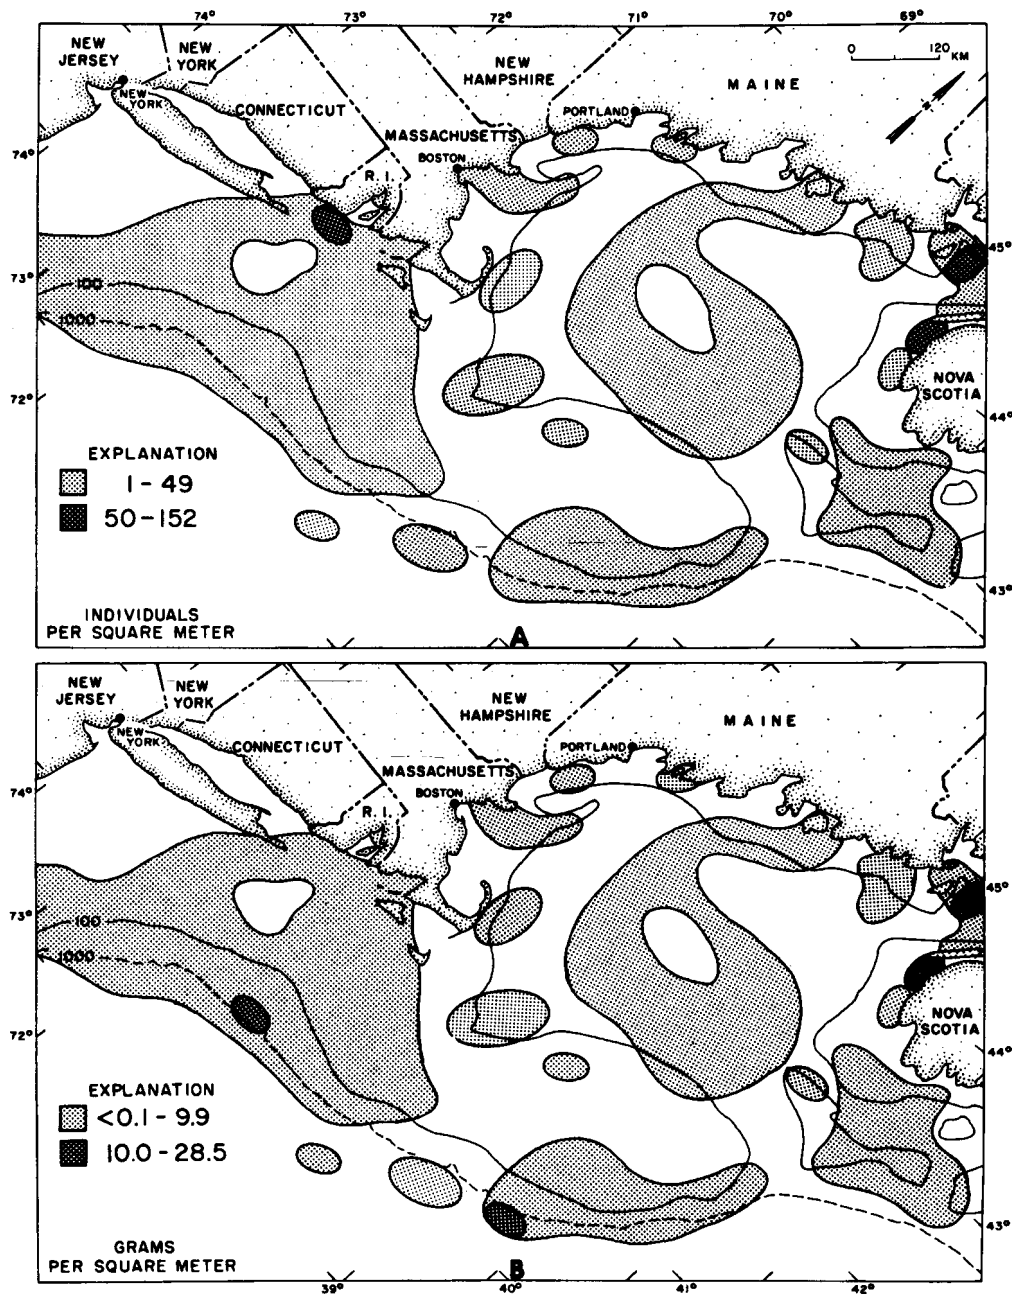 74° 73° 72° 71° 70° 69°
NEW JERSEY
NEW YORK
NEW YORK
CONNECTICUT
NEW HAMPSHIRE
MASSACHUSETTS
BOSTON
R. I.
PORTLAND
MAINE
0 120 KM
74°
73°
100
1000
72°
45°
NOVA SCOTIA
44°
43°
EXPLANATION
1 - 49
50 - 152
INDIVIDUALS
PER SQUARE METER
A
NEW JERSEY
NEW YORK
NEW YORK
CONNECTICUT
NEW HAMPSHIRE
MASSACHUSETTS
BOSTON
R. I.
PORTLAND
MAINE
74°
73°
100
1000
72°
45°
NOVA SCOTIA
44°
43°
EXPLANATION
<0.1 - 9.9
10.0 - 28.5
GRAMS
PER SQUARE METER
B
39° 40° 41° 42°